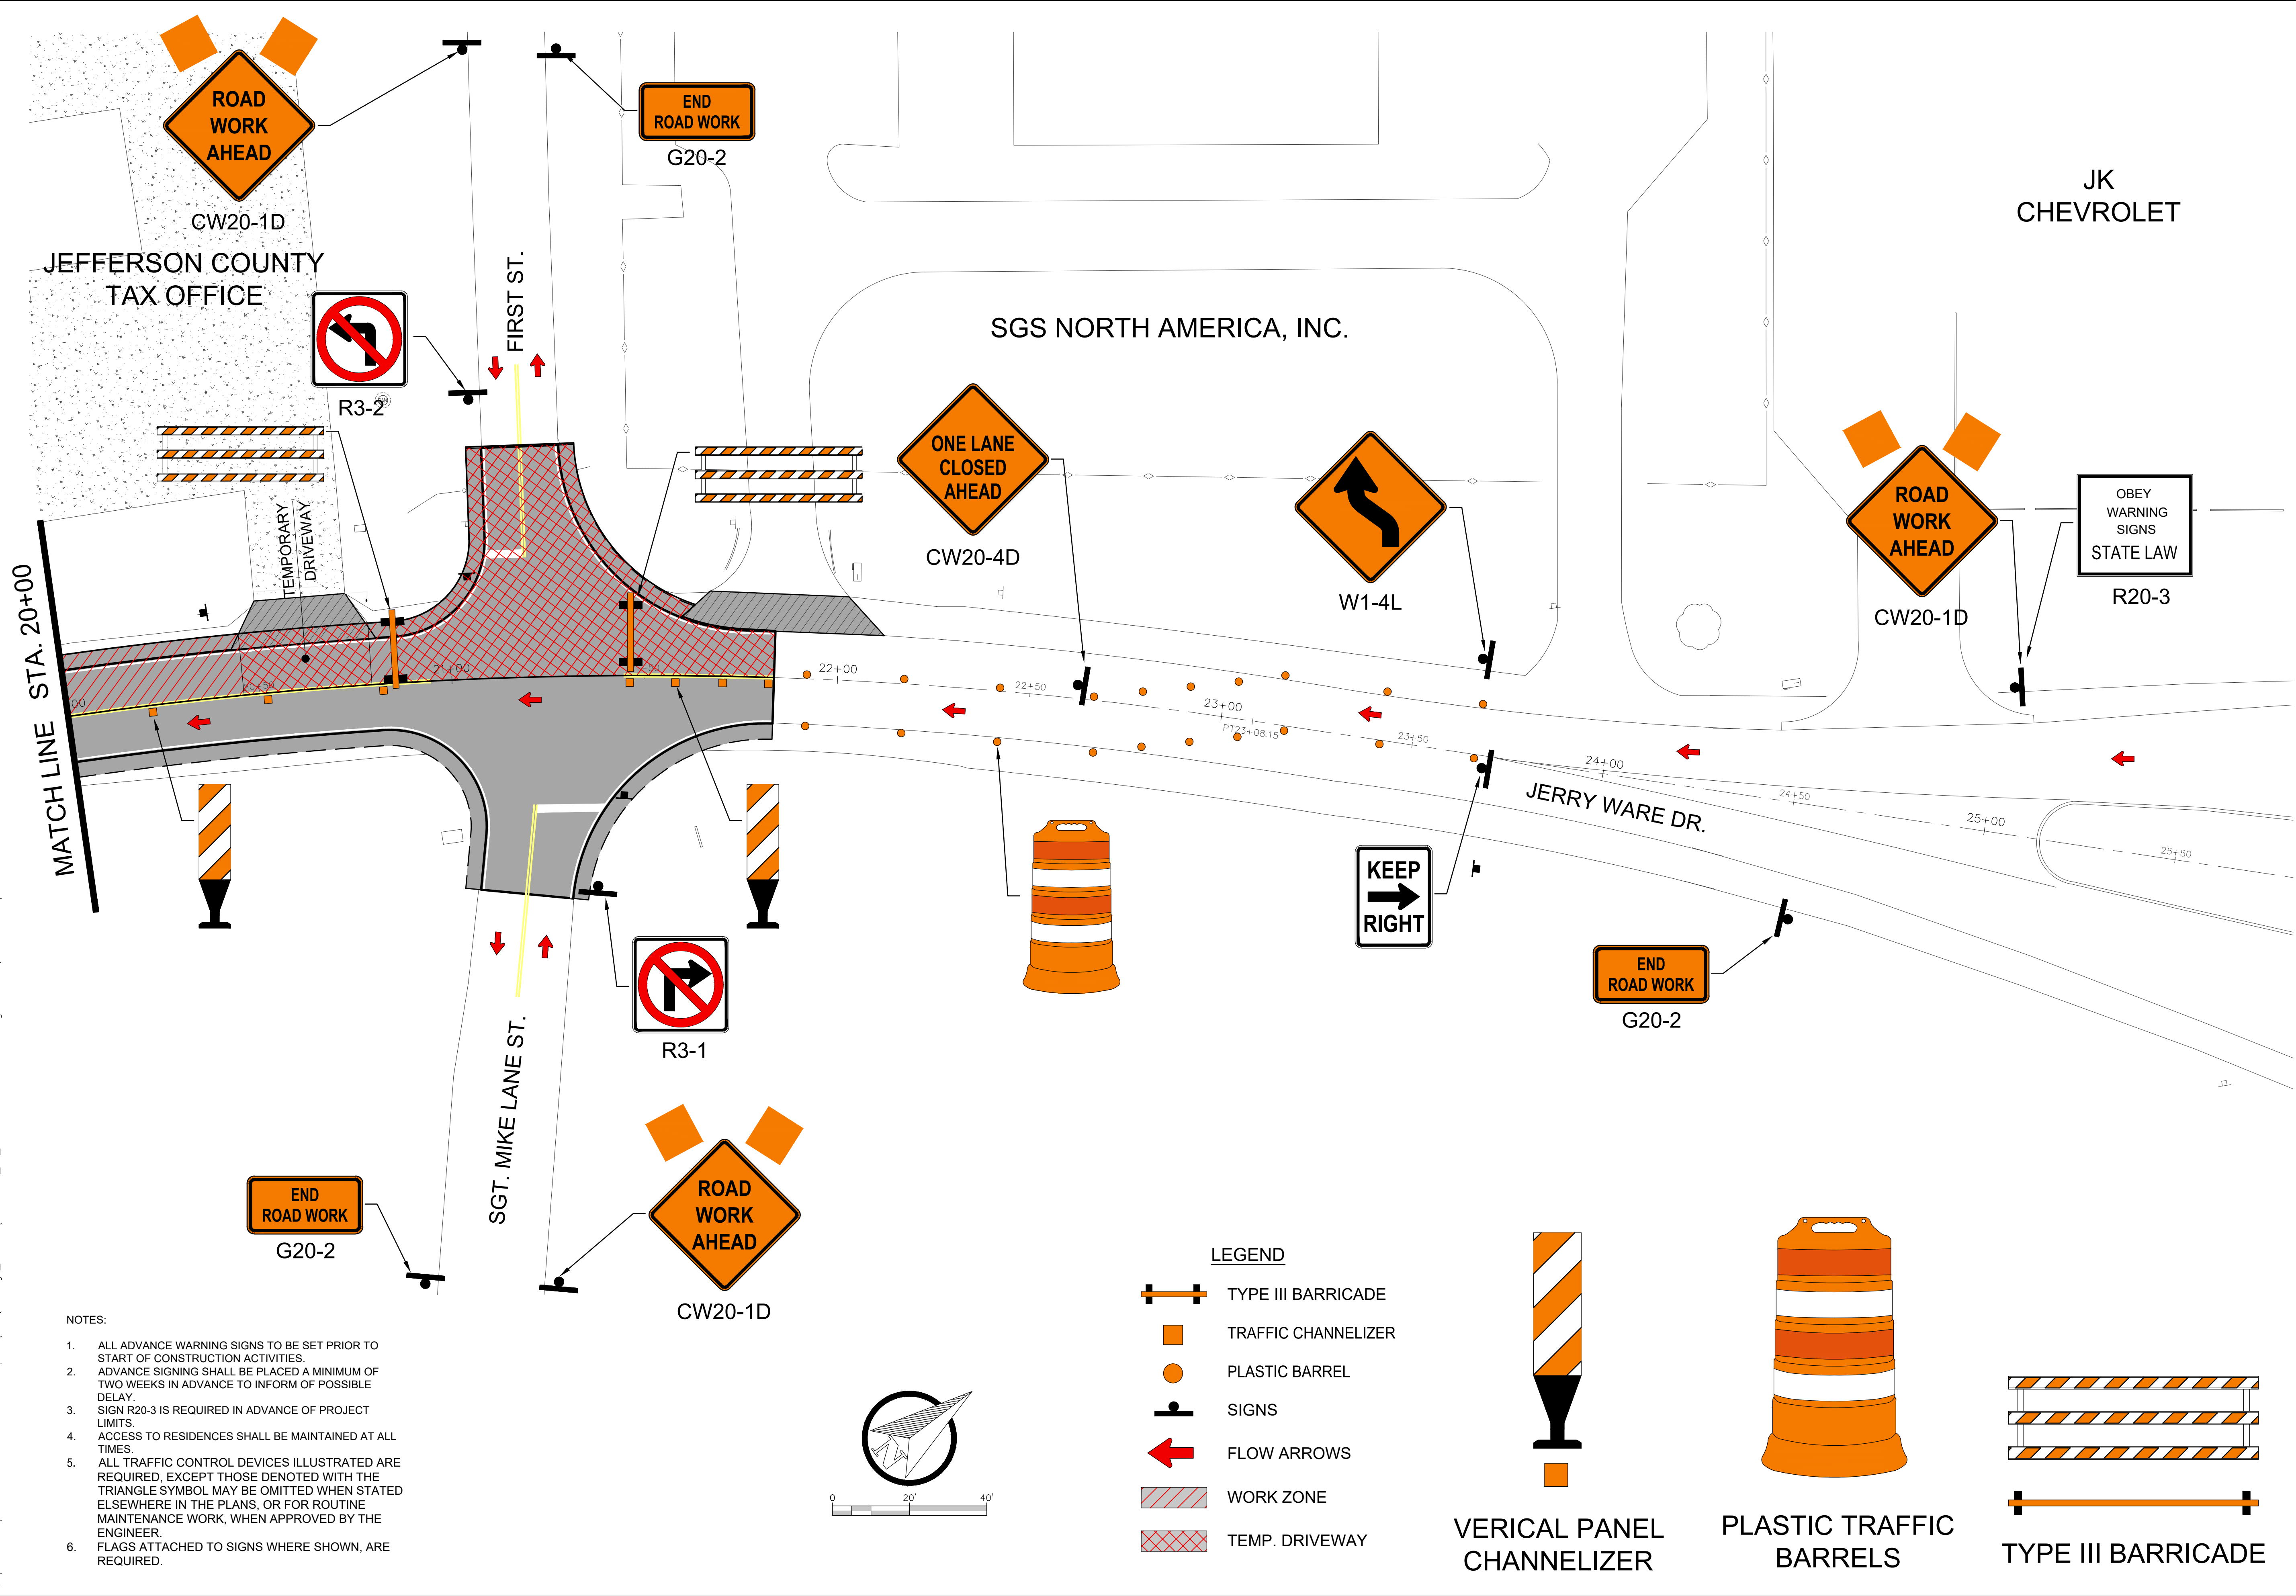 ROAD
WORK
AHEAD
CW20-1D
END
ROAD WORK
G20-2
JK
CHEVROLET
JEFFERSON COUNTY
TAX OFFICE
FIRST ST.
SGS NORTH AMERICA, INC.
R3-2
ONE LANE
CLOSED
AHEAD
CW20-4D
W1-4L
ROAD
WORK
AHEAD
CW20-1D
OBEY
WARNING
SIGNS
STATE LAW
R20-3
TEMPORARY
DRIVEWAY
MATCH LINE STA. 20+00
00
20+50
21+00
21+50
22+00
22+50
23+00
PT23+08.15
23+50
24+00
24+50
25+00
25+50
JERRY WARE DR.
KEEP
RIGHT
END
ROAD WORK
G20-2
R3-1
SGT. MIKE LANE ST.
END
ROAD WORK
G20-2
ROAD
WORK
AHEAD
CW20-1D
NOTES:
1. ALL ADVANCE WARNING SIGNS TO BE SET PRIOR TO
START OF CONSTRUCTION ACTIVITIES.
2. ADVANCE SIGNING SHALL BE PLACED A MINIMUM OF
TWO WEEKS IN ADVANCE TO INFORM OF POSSIBLE
DELAY.
3. SIGN R20-3 IS REQUIRED IN ADVANCE OF PROJECT
LIMITS.
4. ACCESS TO RESIDENCES SHALL BE MAINTAINED AT ALL
TIMES.
5. ALL TRAFFIC CONTROL DEVICES ILLUSTRATED ARE
REQUIRED, EXCEPT THOSE DENOTED WITH THE
TRIANGLE SYMBOL MAY BE OMITTED WHEN STATED
ELSEWHERE IN THE PLANS, OR FOR ROUTINE
MAINTENANCE WORK, WHEN APPROVED BY THE
ENGINEER.
6. FLAGS ATTACHED TO SIGNS WHERE SHOWN, ARE
REQUIRED.
N
0 20' 40'
LEGEND
TYPE III BARRICADE
TRAFFIC CHANNELIZER
PLASTIC BARREL
SIGNS
FLOW ARROWS
WORK ZONE
TEMP. DRIVEWAY
VERICAL PANEL
CHANNELIZER
PLASTIC TRAFFIC
BARRELS
TYPE III BARRICADE